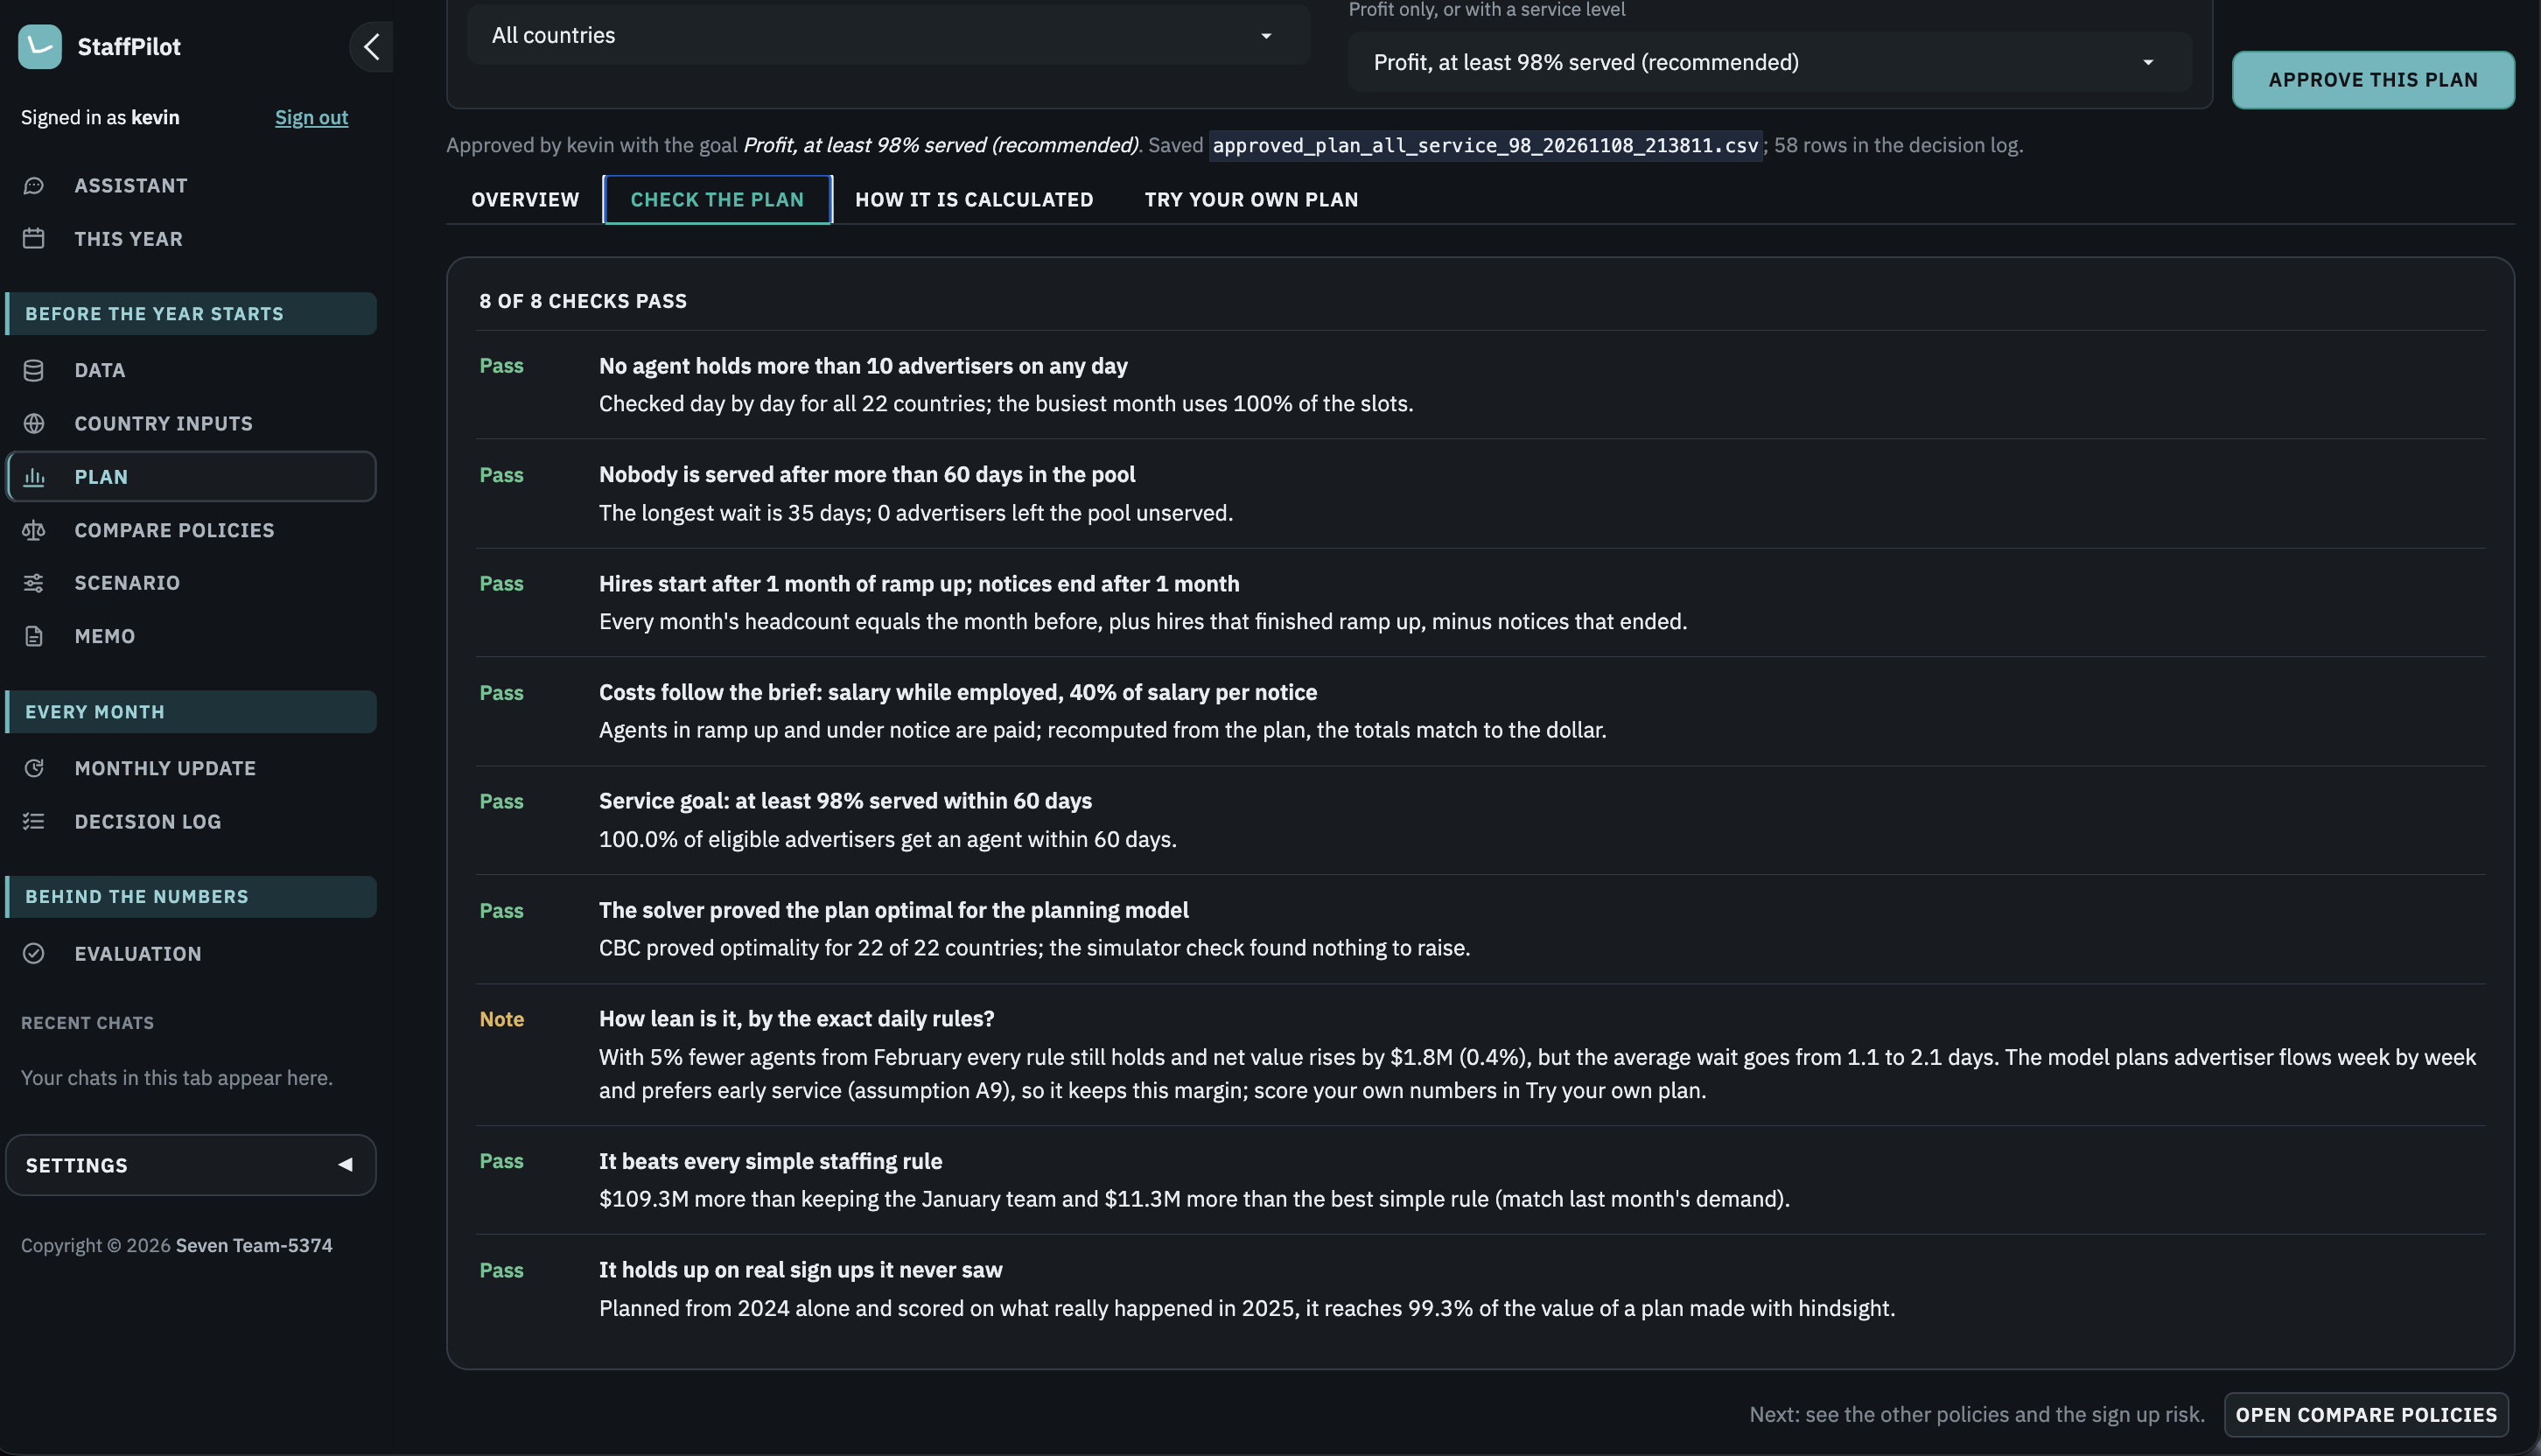 StaffPilot
Signed in as kevin
Sign out
ASSISTANT
THIS YEAR
BEFORE THE YEAR STARTS
DATA
COUNTRY INPUTS
PLAN
COMPARE POLICIES
SCENARIO
MEMO
EVERY MONTH
MONTHLY UPDATE
DECISION LOG
BEHIND THE NUMBERS
EVALUATION
RECENT CHATS
Your chats in this tab appear here.
SETTINGS
Copyright © 2026 Seven Team-5374
All countries
Profit only, or with a service level
Profit, at least 98% served (recommended)
APPROVE THIS PLAN
Approved by kevin with the goal Profit, at least 98% served (recommended). Saved approved_plan_all_service_98_20261108_213811.csv; 58 rows in the decision log.
OVERVIEW
CHECK THE PLAN
HOW IT IS CALCULATED
TRY YOUR OWN PLAN
8 OF 8 CHECKS PASS
Pass
No agent holds more than 10 advertisers on any day
Checked day by day for all 22 countries; the busiest month uses 100% of the slots.
Pass
Nobody is served after more than 60 days in the pool
The longest wait is 35 days; 0 advertisers left the pool unserved.
Pass
Hires start after 1 month of ramp up; notices end after 1 month
Every month's headcount equals the month before, plus hires that finished ramp up, minus notices that ended.
Pass
Costs follow the brief: salary while employed, 40% of salary per notice
Agents in ramp up and under notice are paid; recomputed from the plan, the totals match to the dollar.
Pass
Service goal: at least 98% served within 60 days
100.0% of eligible advertisers get an agent within 60 days.
Pass
The solver proved the plan optimal for the planning model
CBC proved optimality for 22 of 22 countries; the simulator check found nothing to raise.
Note
How lean is it, by the exact daily rules?
With 5% fewer agents from February every rule still holds and net value rises by $1.8M (0.4%), but the average wait goes from 1.1 to 2.1 days. The model plans advertiser flows week by week
and prefers early service (assumption A9), so it keeps this margin; score your own numbers in Try your own plan.
Pass
It beats every simple staffing rule
$109.3M more than keeping the January team and $11.3M more than the best simple rule (match last month's demand).
Pass
It holds up on real sign ups it never saw
Planned from 2024 alone and scored on what really happened in 2025, it reaches 99.3% of the value of a plan made with hindsight.
Next: see the other policies and the sign up risk.
OPEN COMPARE POLICIES